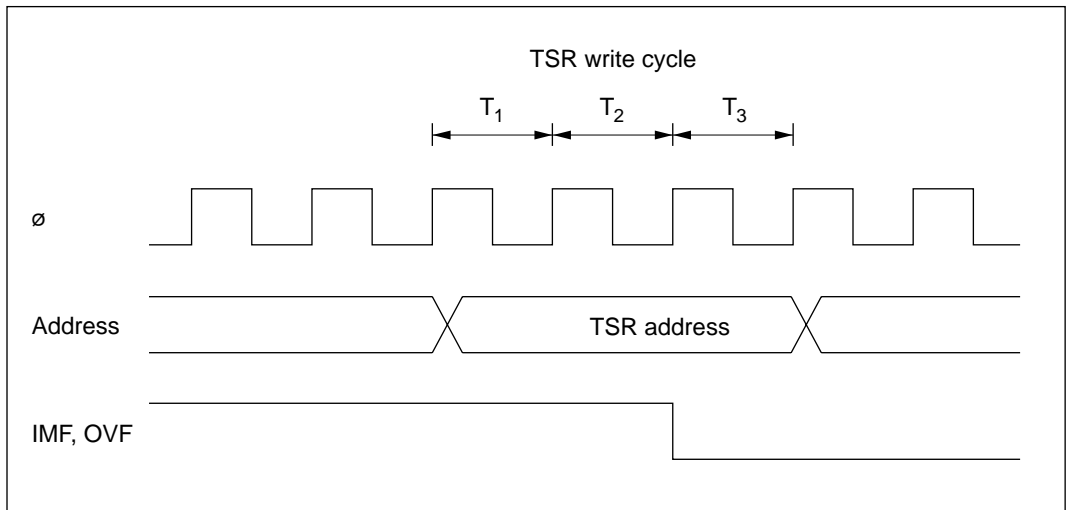 TSR write cycle
T1 T2 T3
ø
Address
TSR address
IMF, OVF